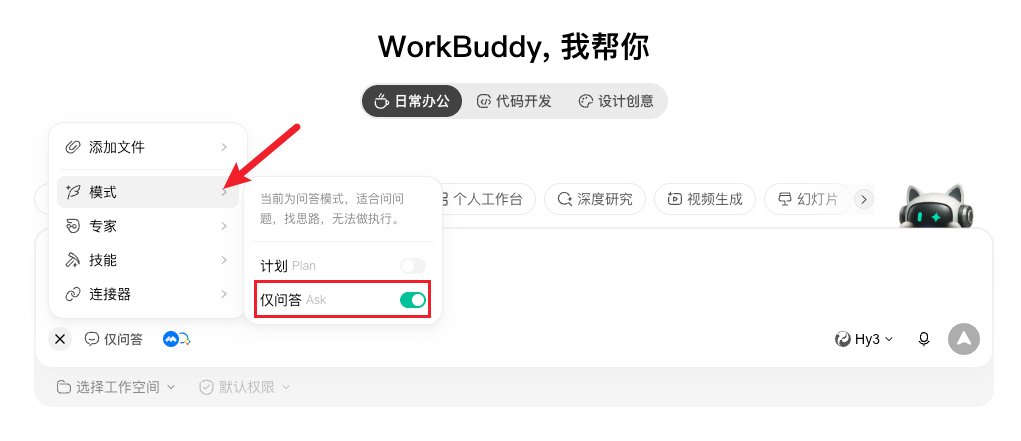 WorkBuddy, 我帮你
日常办公
代码开发
设计创意
添加文件
模式
专家
技能
连接器
当前为问答模式，适合问问
题，找思路，无法做执行。
计划 Plan
仅问答 Ask
个人工作台
深度研究
视频生成
幻灯片
仅问答
Hy3
选择工作空间
默认权限